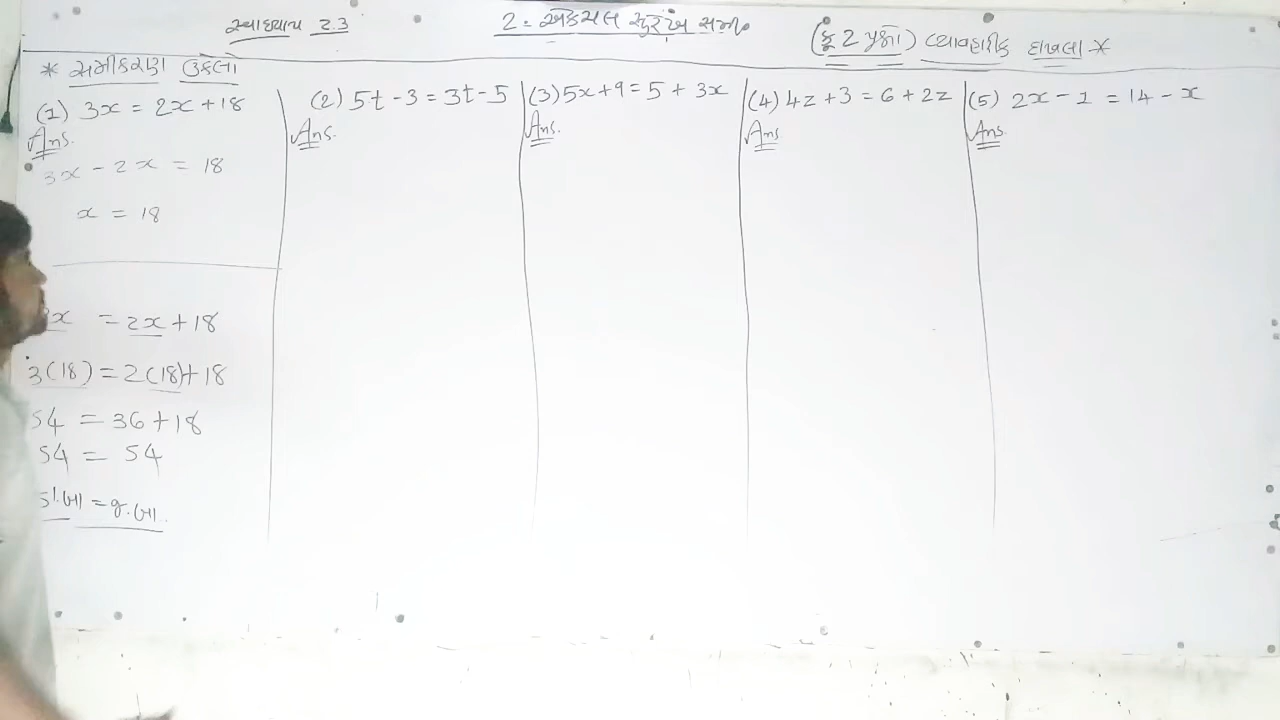 સ્વાધ્યાય 2.3
2. એકચલ સુરેખ સમી.
વ્યાવહારીક દાખલા *
* સમીકરણ ઉકેલો
(1) 3x = 2x + 18
Ans.
3x - 2x = 18
x = 18
x = 2x + 18
3(18) = 2(18) + 18
54 = 36 + 18
54 = 54
ડા.બા = જ.બા.
(2) 5t - 3 = 3t - 5
Ans.
(3) 5x + 9 = 5 + 3x
Ans.
(4) 4z + 3 = 6 + 2z
Ans
(5) 2x - 1 = 14 - x
Ans